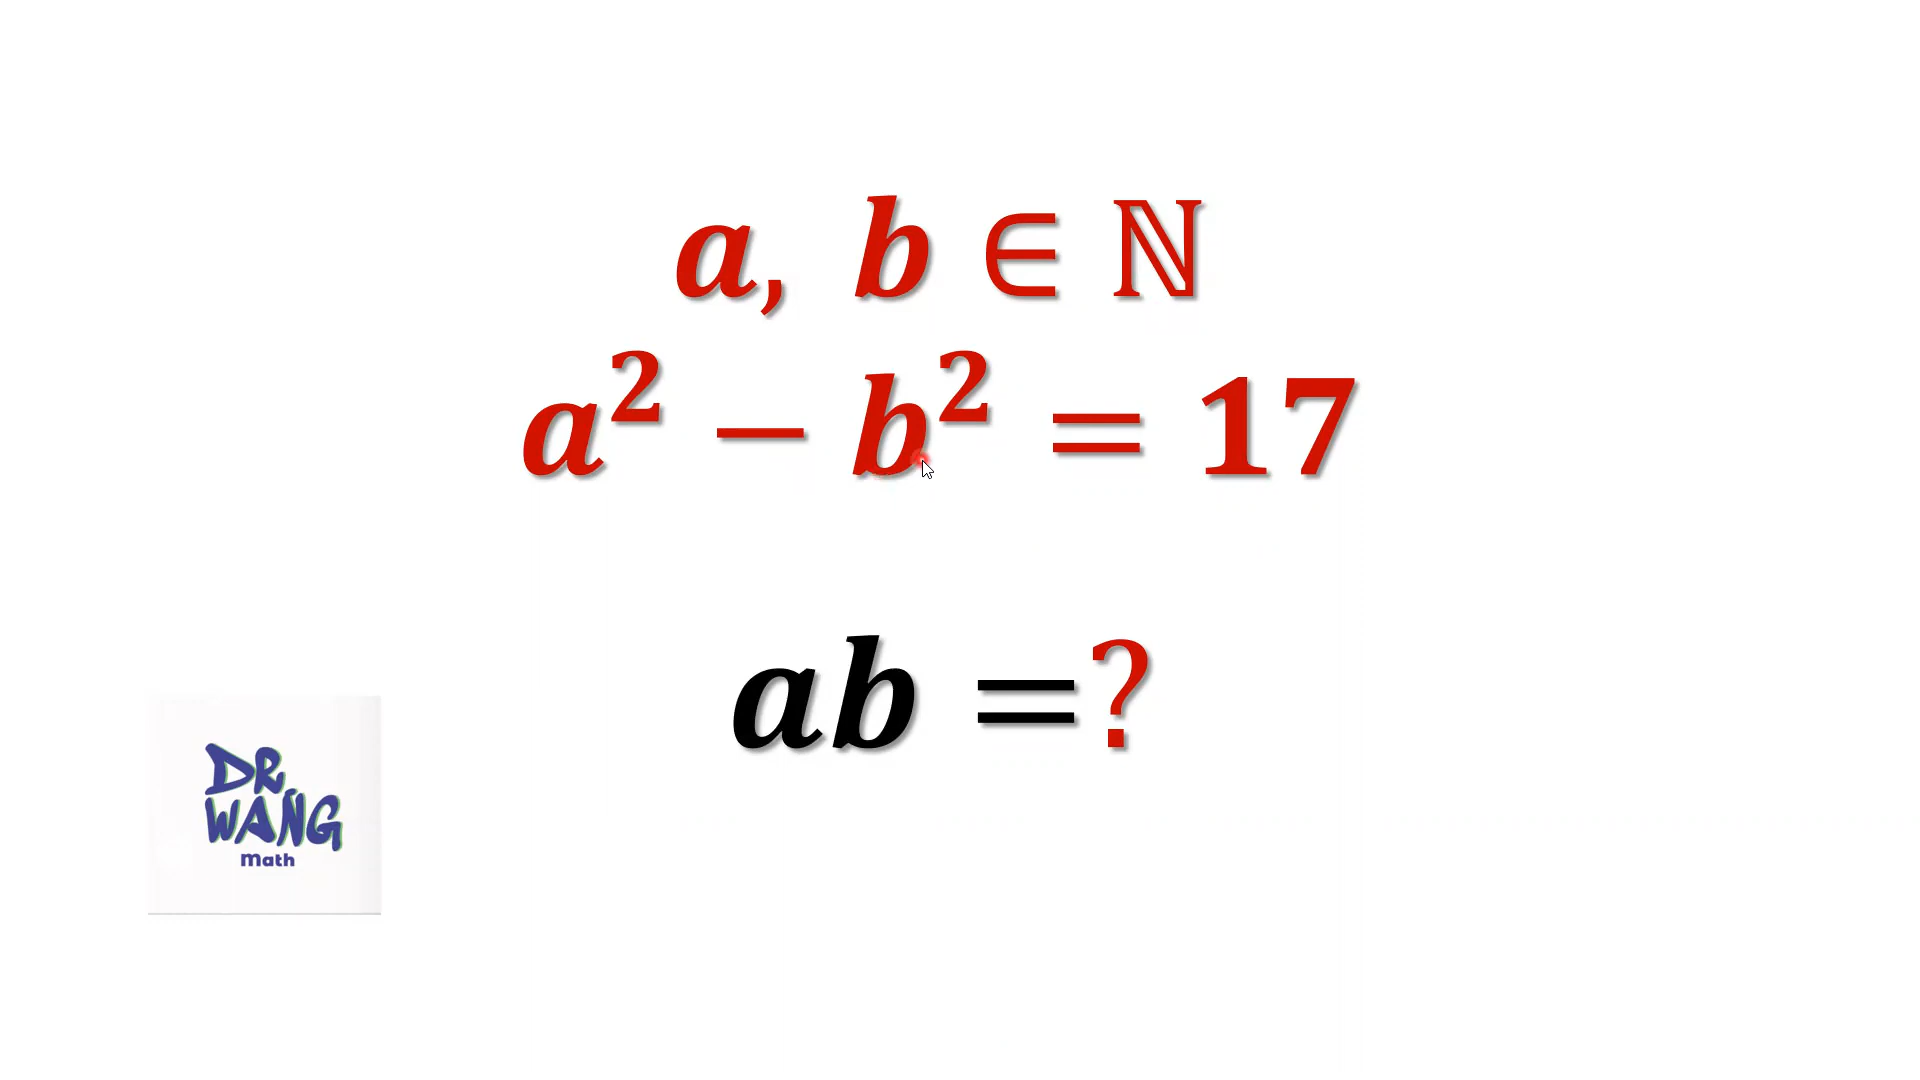 a, b ∈ ℕ
a² − b² = 17
ab =?
DR
WANG
Math